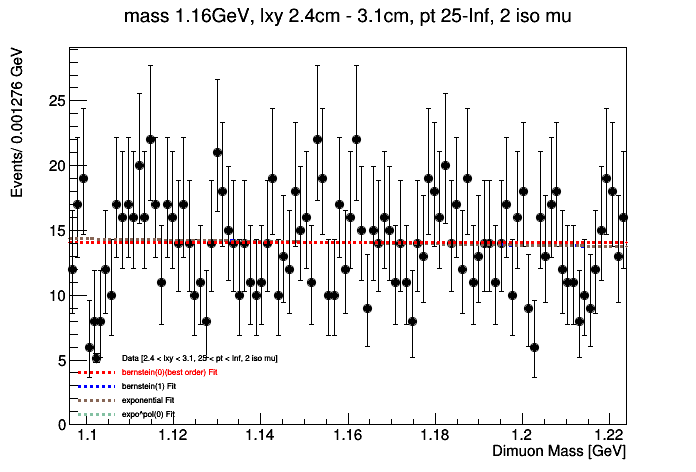 mass 1.16GeV, lxy 2.4cm - 3.1cm, pt 25-Inf, 2 iso mu
Events/ 0.001276 GeV
25
20
15
10
5
0
Data [2.4 < lxy < 3.1, 25 < pt < Inf, 2 iso mu]
bernstein(0)(best order) Fit
bernstein(1) Fit
exponential Fit
expo*pol(0) Fit
1.1 1.12 1.14 1.16 1.18 1.2 1.22
Dimuon Mass [GeV]